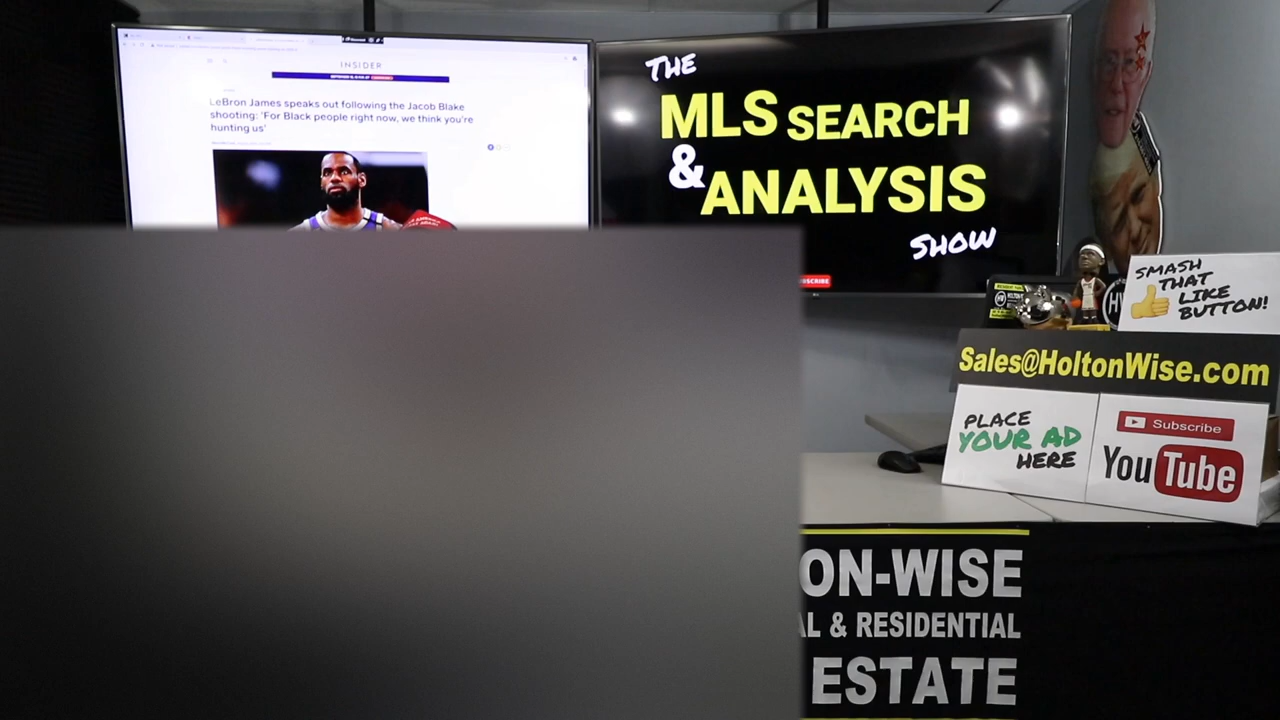 INSIDER
LeBron James speaks out following the Jacob Blake
shooting: 'For Black people right now, we think you're
hunting us'
THE
MLS SEARCH
& ANALYSIS
SHOW
SUBSCRIBE
SMASH
THAT
LIKE
BUTTON!
Sales@HoltonWise.com
PLACE
YOUR AD
HERE
Subscribe
YouTube
ON-WISE
AL & RESIDENTIAL
ESTATE